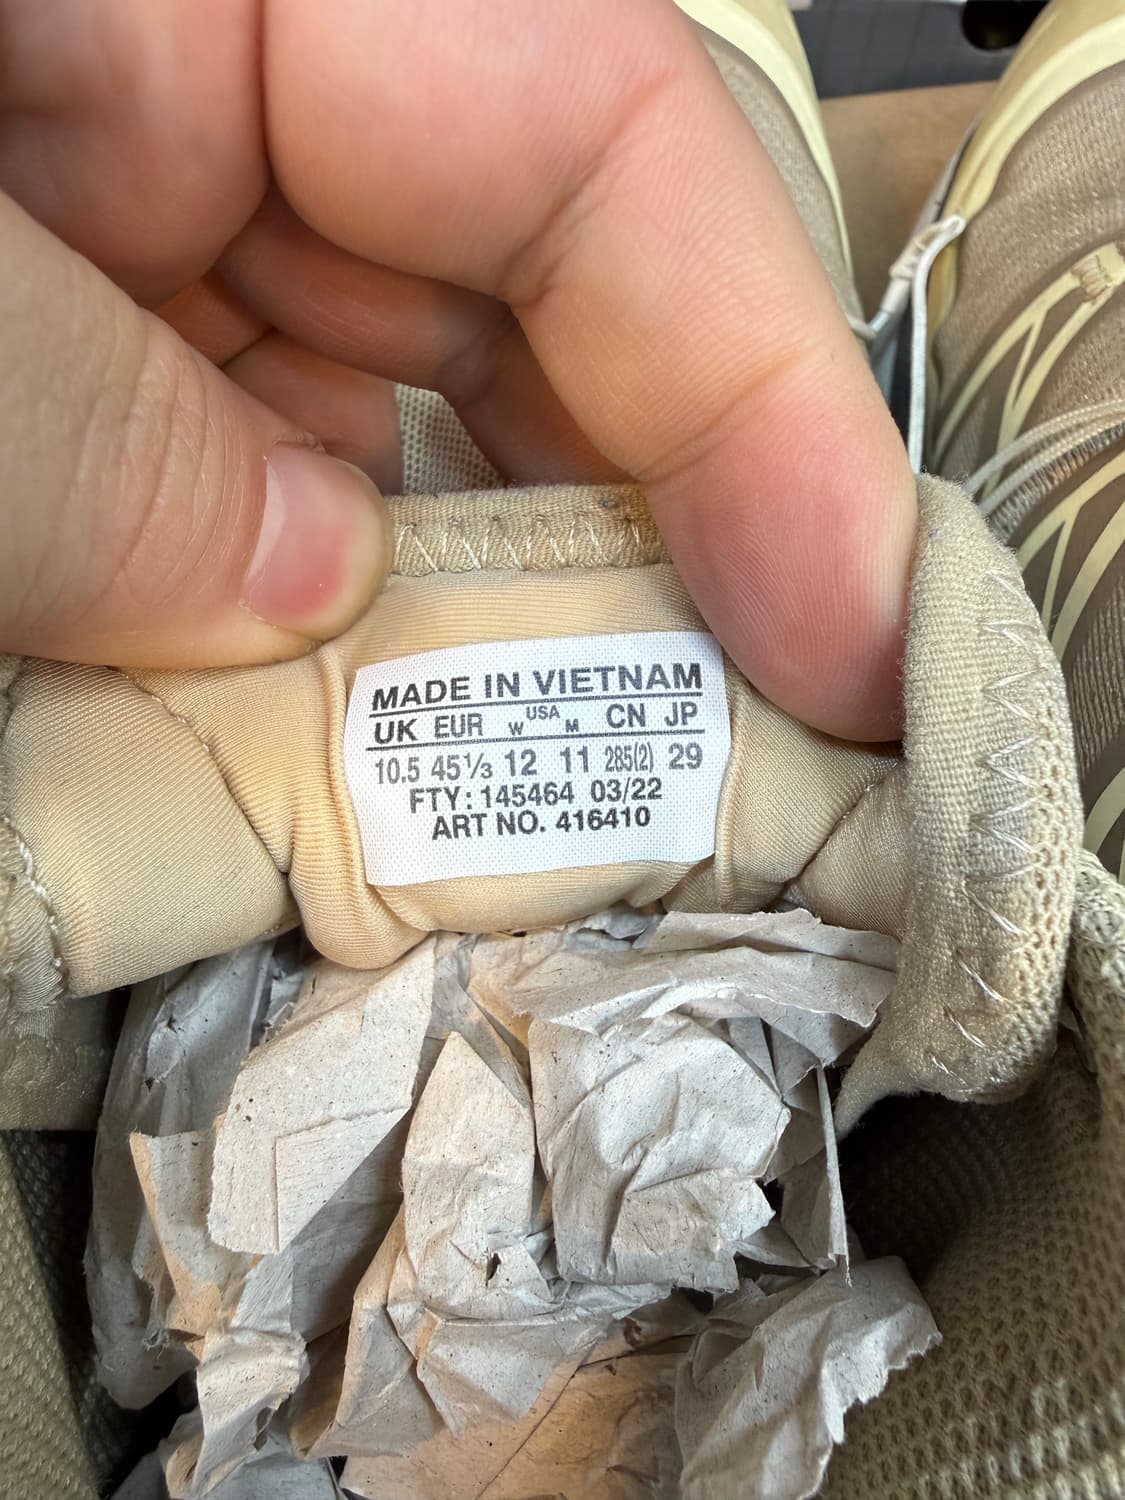 MADE IN VIETNAM
UK EUR W USA M CN JP
10.5 45⅓ 12 11 285(2) 29
FTY: 145464 03/22
ART NO. 416410